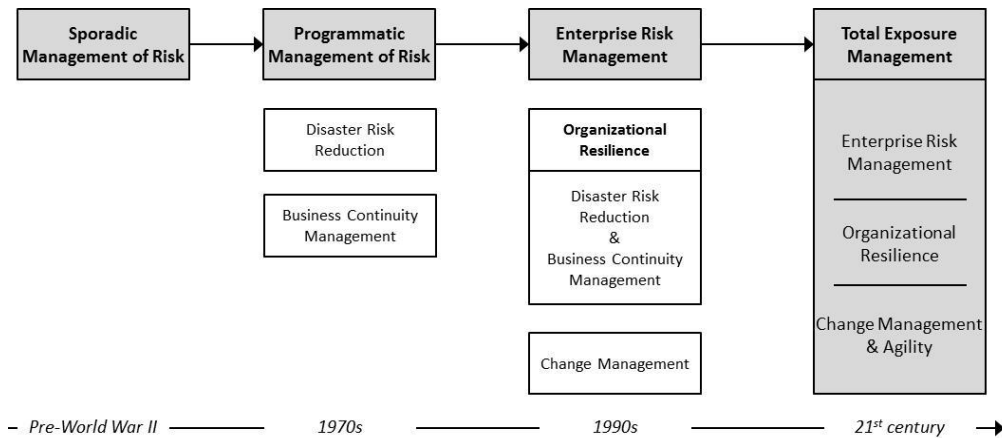 Sporadic
Management of Risk
Programmatic
Management of Risk
Enterprise Risk
Management
Total Exposure
Management
Disaster Risk
Reduction
Business Continuity
Management
Organizational
Resilience
Disaster Risk
Reduction
&
Business Continuity
Management
Change Management
Enterprise Risk
Management
Organizational
Resilience
Change Management
& Agility
Pre-World War II
1970s
1990s
21st century